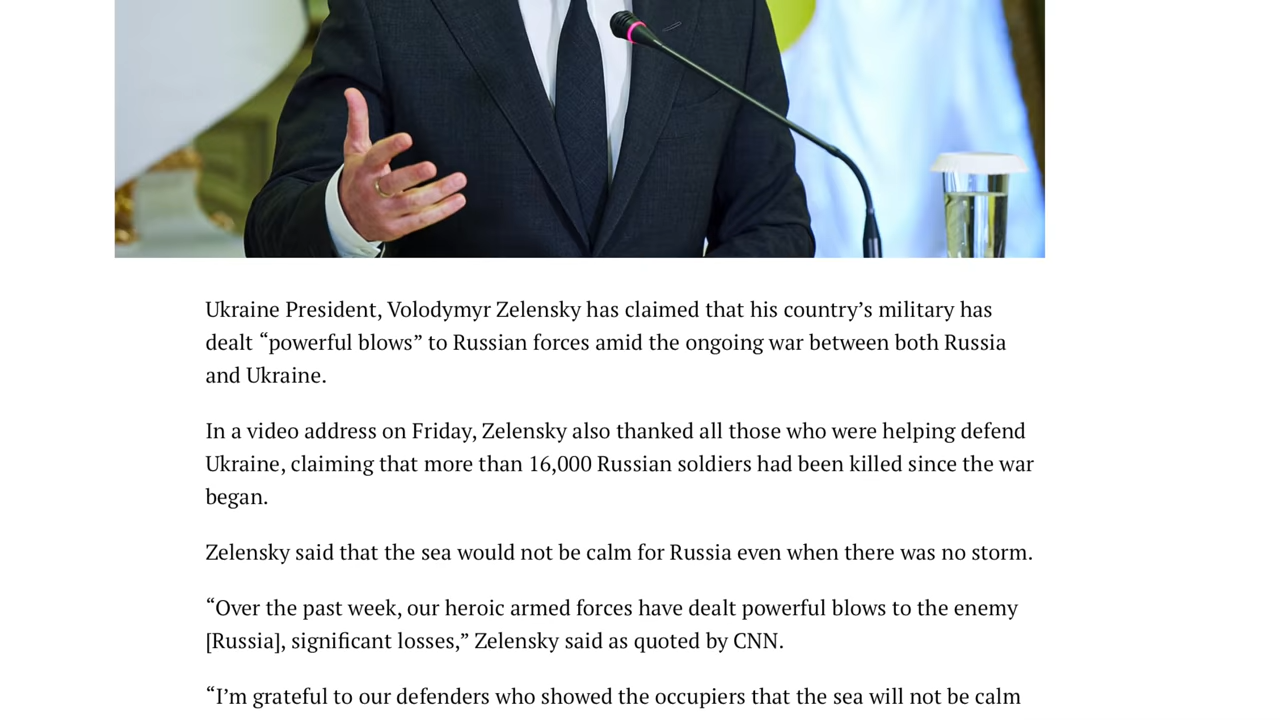 Ukraine President, Volodymyr Zelensky has claimed that his country’s military has
dealt “powerful blows” to Russian forces amid the ongoing war between both Russia
and Ukraine.
In a video address on Friday, Zelensky also thanked all those who were helping defend
Ukraine, claiming that more than 16,000 Russian soldiers had been killed since the war
began.
Zelensky said that the sea would not be calm for Russia even when there was no storm.
“Over the past week, our heroic armed forces have dealt powerful blows to the enemy
[Russia], significant losses,” Zelensky said as quoted by CNN.
“I’m grateful to our defenders who showed the occupiers that the sea will not be calm